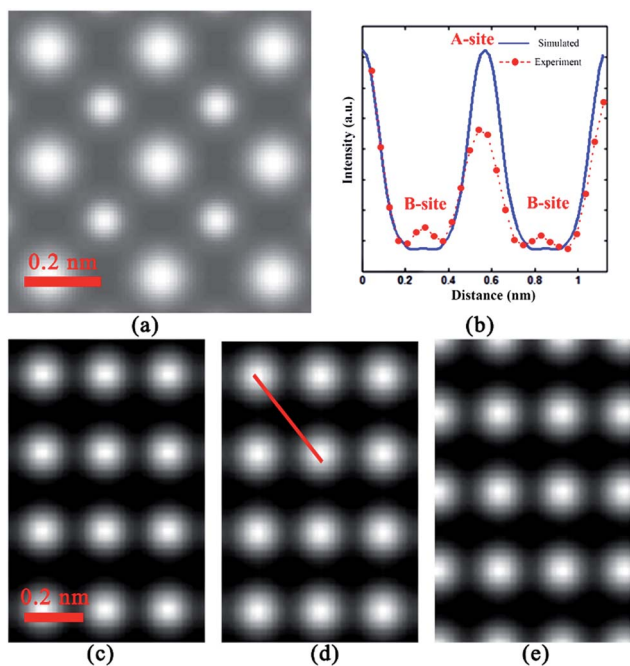 0.2 nm
(a)
A-site
Simulated
Experiment
B-site
B-site
Intensity (a.u.)
0 0.2 0.4 0.6 0.8 1
Distance (nm)
(b)
0.2 nm
(c)
(d)
(e)